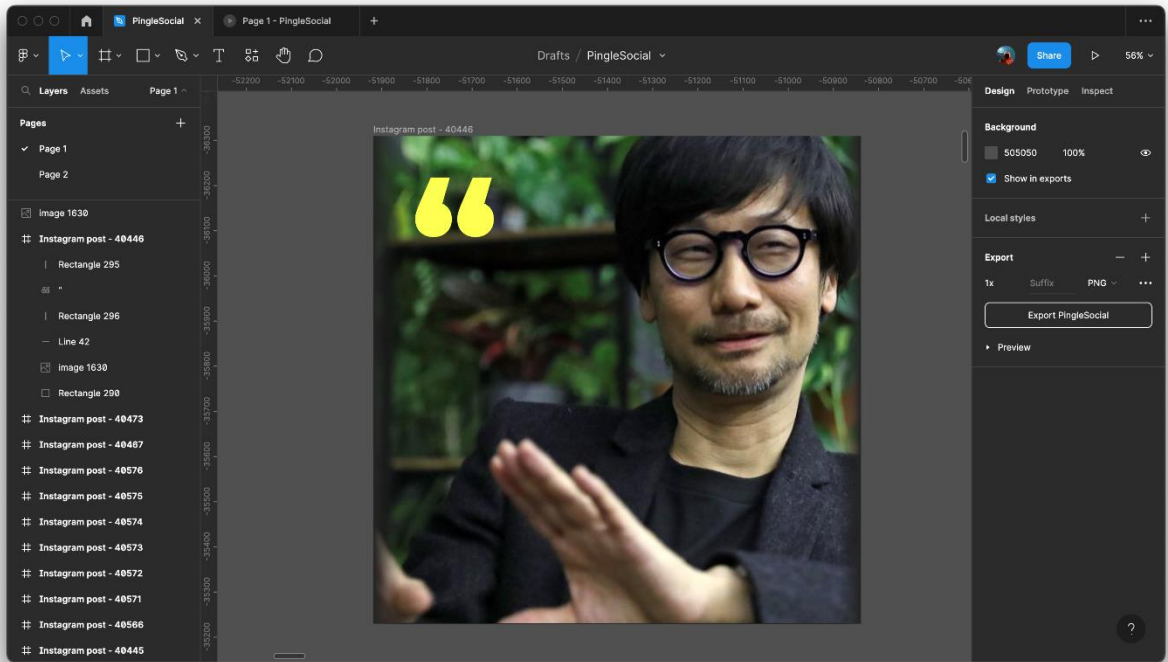 PingleSocial
Page 1 - PingleSocial
Drafts / PingleSocial
Share
56%
Layers Assets Page 1
-52200 -52100 -52000 -51900 -51800 -51700 -51600 -51500 -51400 -51300 -51200 -51100 -51000 -50900 -50800 -50700
Design Prototype Inspect
Pages
Page 1
Page 2
image 1630
Instagram post - 40446
Rectangle 295
"
Rectangle 296
Line 42
image 1630
Rectangle 290
Instagram post - 40473
Instagram post - 40467
Instagram post - 40576
Instagram post - 40575
Instagram post - 40574
Instagram post - 40573
Instagram post - 40572
Instagram post - 40571
Instagram post - 40566
Instagram post - 40445
-36300
-36200
-36100
-36000
-35900
-35800
-35700
-35600
-35500
-35400
-35300
-35200
Instagram post - 40446
“
Background
505050 100%
Show in exports
Local styles
Export
1x Suffix PNG
Export PingleSocial
Preview
?